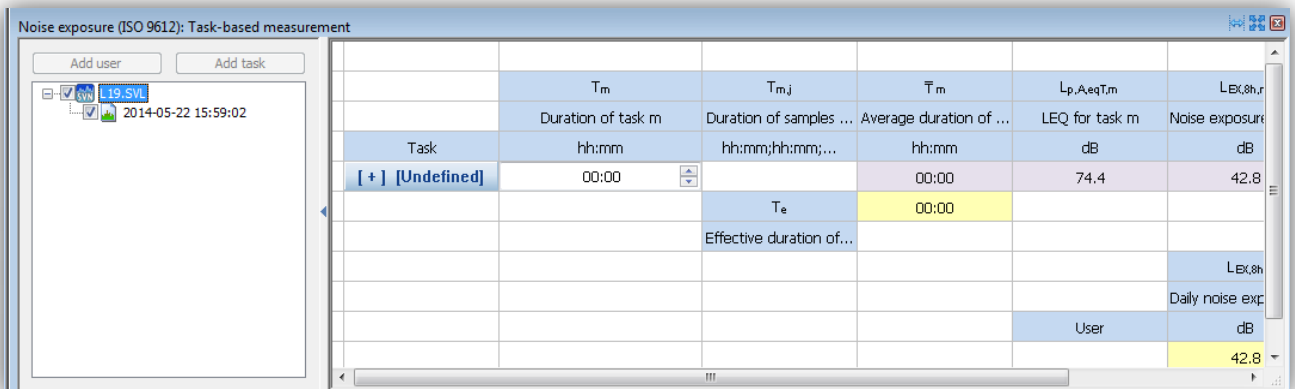 Noise exposure (ISO 9612): Task-based measurement
Add user Add task
L19.SVL
2014-05-22 15:59:02
Tm Tm,j T̅m Lp,A,eqT,m LEX,8h,r
Duration of task m Duration of samples ... Average duration of ... LEQ for task m Noise exposure
Task hh:mm hh:mm;hh:mm;... hh:mm dB dB
[ + ] [Undefined] 00:00 00:00 74.4 42.8
Te 00:00
Effective duration of...
LEX,8h
Daily noise exp
User dB
42.8